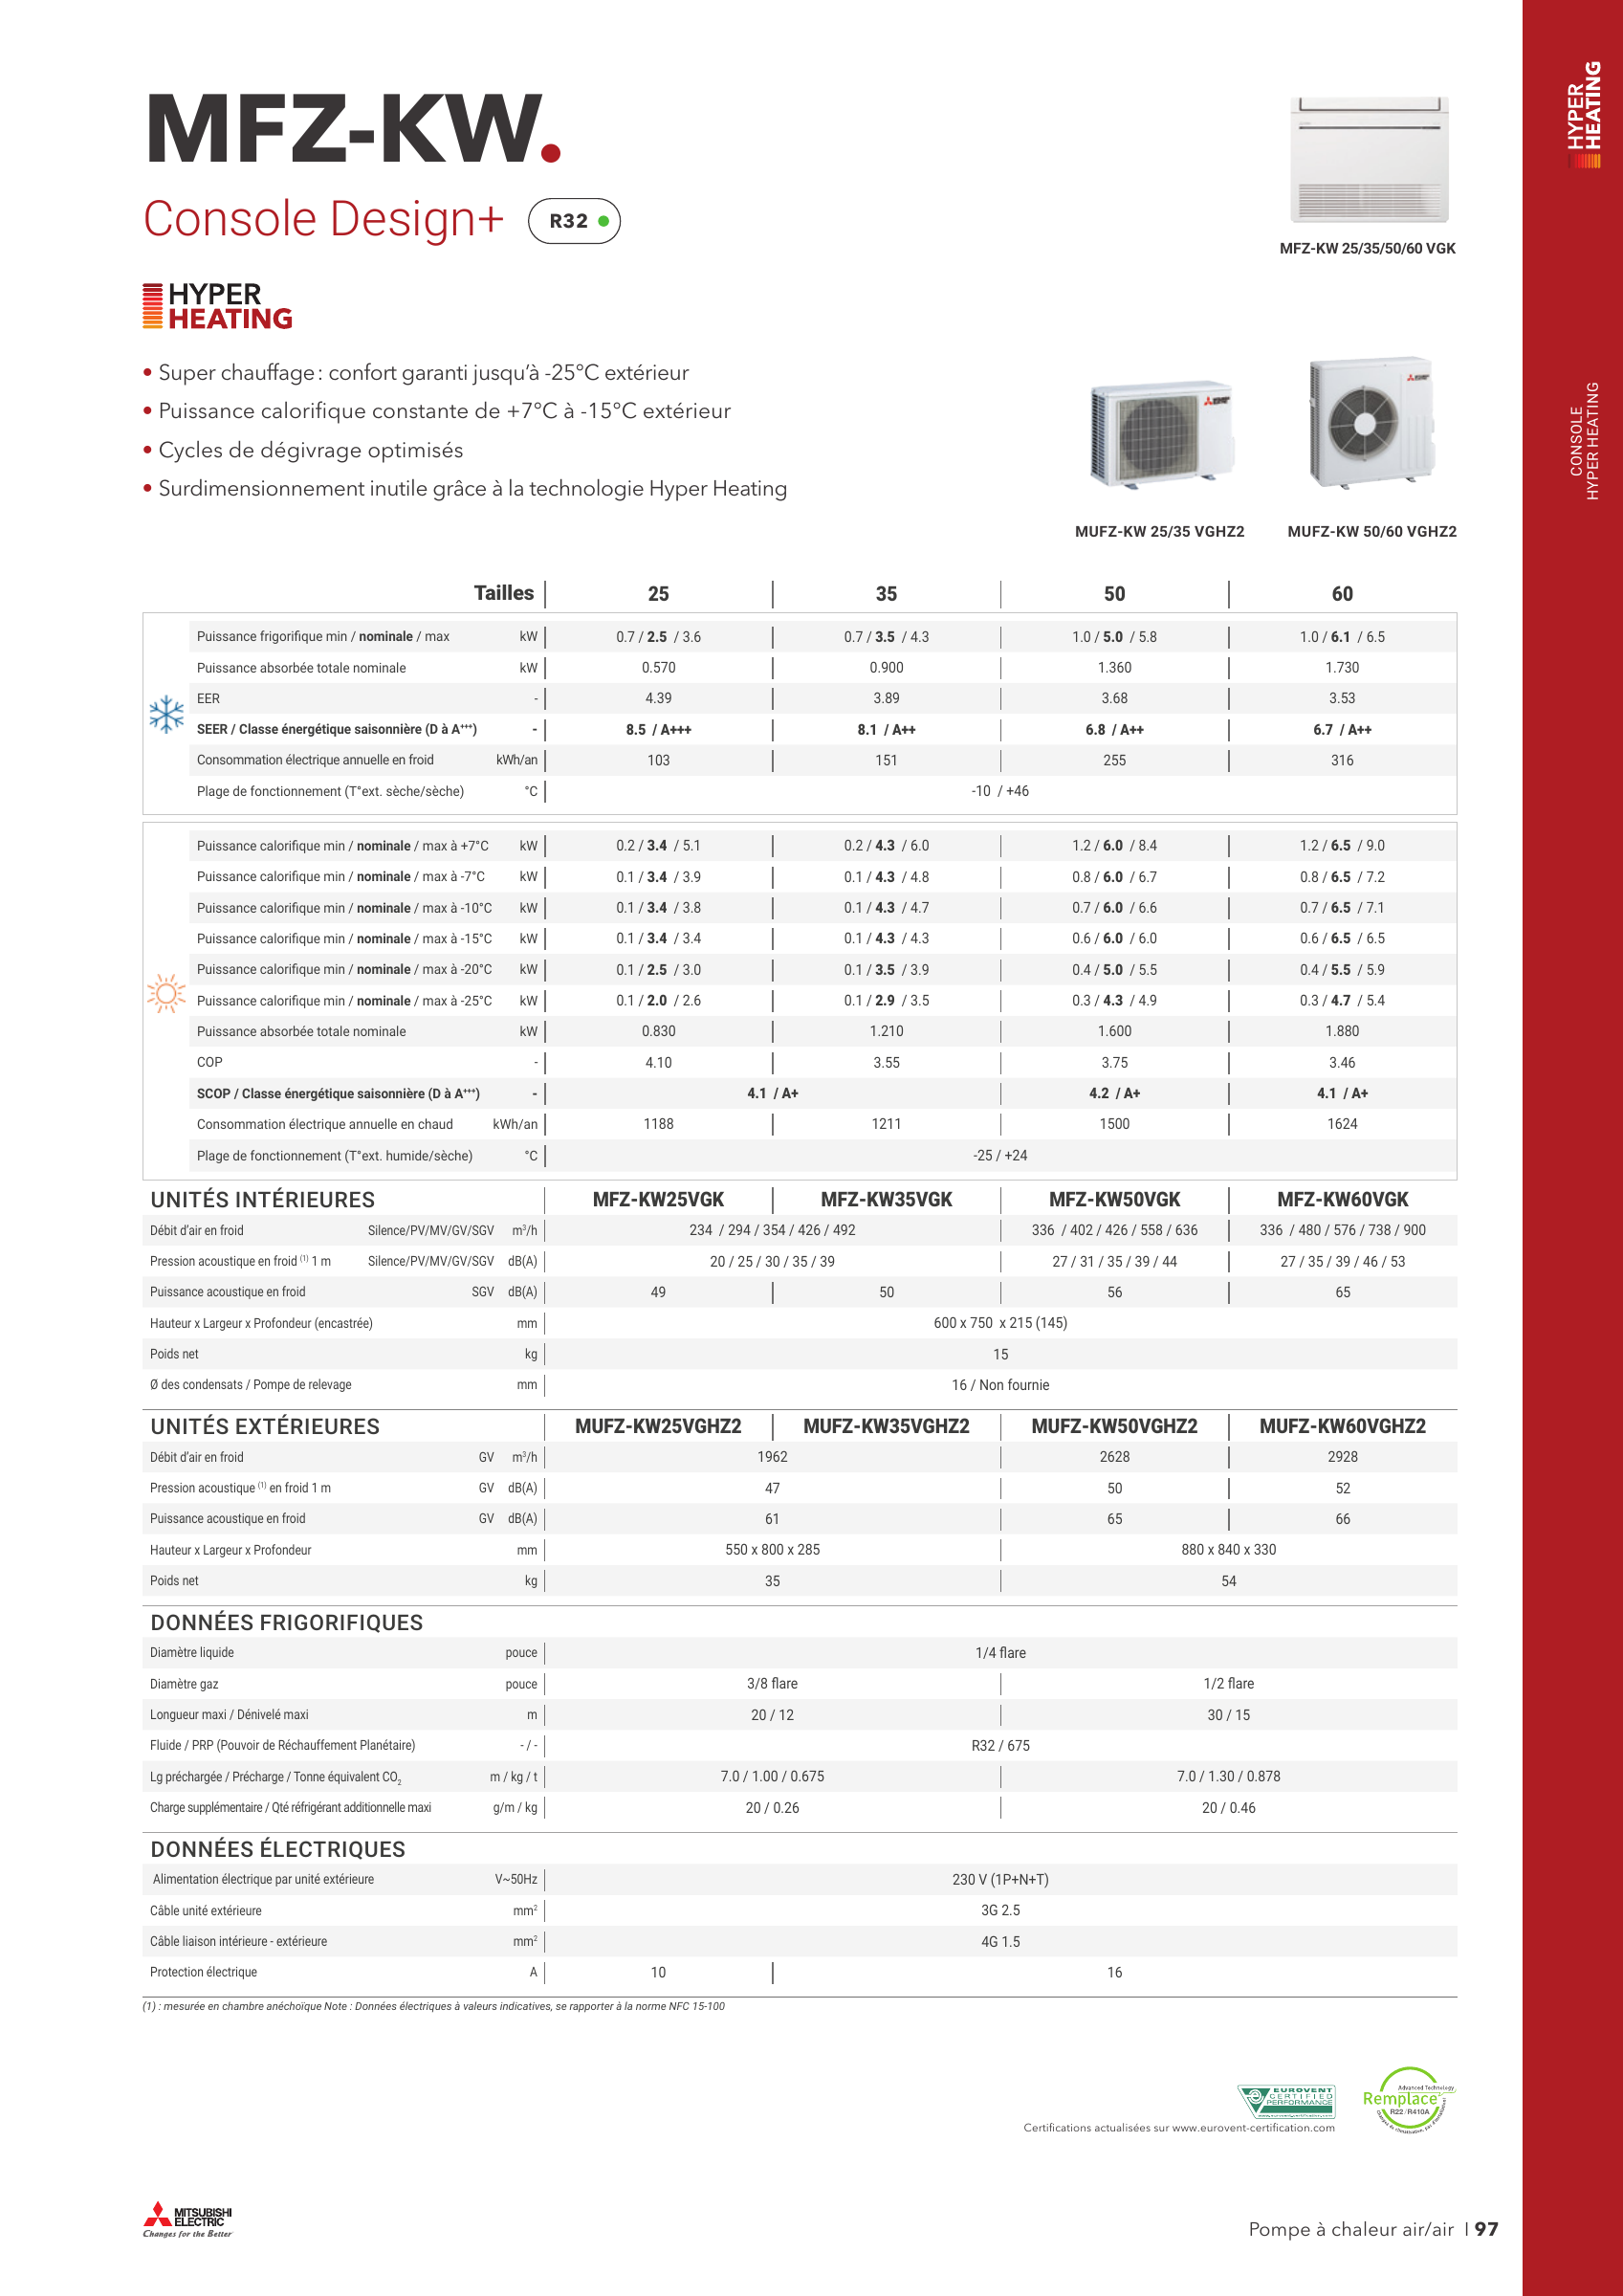 MFZ-KW.
Console Design+ R32
HYPER
HEATING
• Super chauffage : confort garanti jusqu'à -25°C extérieur
• Puissance calorifique constante de +7°C à -15°C extérieur
• Cycles de dégivrage optimisés
• Surdimensionnement inutile grâce à la technologie Hyper Heating
MFZ-KW 25/35/50/60 VGK
MUFZ-KW 25/35 VGHZ2 MUFZ-KW 50/60 VGHZ2
HYPER
HEATING
CONSOLE
HYPER HEATING
Tailles 25 35 50 60
Puissance frigorifique min / nominale / max kW 0.7 / 2.5 / 3.6 0.7 / 3.5 / 4.3 1.0 / 5.0 / 5.8 1.0 / 6.1 / 6.5
Puissance absorbée totale nominale kW 0.570 0.900 1.360 1.730
EER - 4.39 3.89 3.68 3.53
SEER / Classe énergétique saisonnière (D à A+++) - 8.5 / A+++ 8.1 / A++ 6.8 / A++ 6.7 / A++
Consommation électrique annuelle en froid kWh/an 103 151 255 316
Plage de fonctionnement (T°ext. sèche/sèche) °C -10 / +46
Puissance calorifique min / nominale / max à +7°C kW 0.2 / 3.4 / 5.1 0.2 / 4.3 / 6.0 1.2 / 6.0 / 8.4 1.2 / 6.5 / 9.0
Puissance calorifique min / nominale / max à -7°C kW 0.1 / 3.4 / 3.9 0.1 / 4.3 / 4.8 0.8 / 6.0 / 6.7 0.8 / 6.5 / 7.2
Puissance calorifique min / nominale / max à -10°C kW 0.1 / 3.4 / 3.8 0.1 / 4.3 / 4.7 0.7 / 6.0 / 6.6 0.7 / 6.5 / 7.1
Puissance calorifique min / nominale / max à -15°C kW 0.1 / 3.4 / 3.4 0.1 / 4.3 / 4.3 0.6 / 6.0 / 6.0 0.6 / 6.5 / 6.5
Puissance calorifique min / nominale / max à -20°C kW 0.1 / 2.5 / 3.0 0.1 / 3.5 / 3.9 0.4 / 5.0 / 5.5 0.4 / 5.5 / 5.9
Puissance calorifique min / nominale / max à -25°C kW 0.1 / 2.0 / 2.6 0.1 / 2.9 / 3.5 0.3 / 4.3 / 4.9 0.3 / 4.7 / 5.4
Puissance absorbée totale nominale kW 0.830 1.210 1.600 1.880
COP - 4.10 3.55 3.75 3.46
SCOP / Classe énergétique saisonnière (D à A+++) - 4.1 / A+ 4.2 / A+ 4.1 / A+
Consommation électrique annuelle en chaud kWh/an 1188 1211 1500 1624
Plage de fonctionnement (T°ext. humide/sèche) °C -25 / +24
UNITÉS INTÉRIEURES MFZ-KW25VGK MFZ-KW35VGK MFZ-KW50VGK MFZ-KW60VGK
Débit d'air en froid Silence/PV/MV/GV/SGV m³/h 234 / 294 / 354 / 426 / 492 336 / 402 / 426 / 558 / 636 336 / 480 / 576 / 738 / 900
Pression acoustique en froid (1) 1 m Silence/PV/MV/GV/SGV dB(A) 20 / 25 / 30 / 35 / 39 27 / 31 / 35 / 39 / 44 27 / 35 / 39 / 46 / 53
Puissance acoustique en froid SGV dB(A) 49 50 56 65
Hauteur x Largeur x Profondeur (encastrée) mm 600 x 750 x 215 (145)
Poids net kg 15
Ø des condensats / Pompe de relevage mm 16 / Non fournie
UNITÉS EXTÉRIEURES MUFZ-KW25VGHZ2 MUFZ-KW35VGHZ2 MUFZ-KW50VGHZ2 MUFZ-KW60VGHZ2
Débit d'air en froid GV m³/h 1962 2628 2928
Pression acoustique (1) en froid 1 m GV dB(A) 47 50 52
Puissance acoustique en froid GV dB(A) 61 65 66
Hauteur x Largeur x Profondeur mm 550 x 800 x 285 880 x 840 x 330
Poids net kg 35 54
DONNÉES FRIGORIFIQUES
Diamètre liquide pouce 1/4 flare
Diamètre gaz pouce 3/8 flare 1/2 flare
Longueur maxi / Dénivelé maxi m 20 / 12 30 / 15
Fluide / PRP (Pouvoir de Réchauffement Planétaire) - / - R32 / 675
Lg préchargée / Précharge / Tonne équivalent CO₂ m / kg / t 7.0 / 1.00 / 0.675 7.0 / 1.30 / 0.878
Charge supplémentaire / Qté réfrigérant additionnelle maxi g/m / kg 20 / 0.26 20 / 0.46
DONNÉES ÉLECTRIQUES
Alimentation électrique par unité extérieure V~50Hz 230 V (1P+N+T)
Câble unité extérieure mm² 3G 2.5
Câble liaison intérieure - extérieure mm² 4G 1.5
Protection électrique A 10 16
(1) : mesurée en chambre anéchoïque Note : Données électriques à valeurs indicatives, se rapporter à la norme NFC 15-100
EUROVENT
CERTIFIED
PERFORMANCE
Certifications actualisées sur www.eurovent-certification.com
Advanced Technology
Remplace
R22/R410A
MITSUBISHI
ELECTRIC
Changes for the Better
Pompe à chaleur air/air | 97